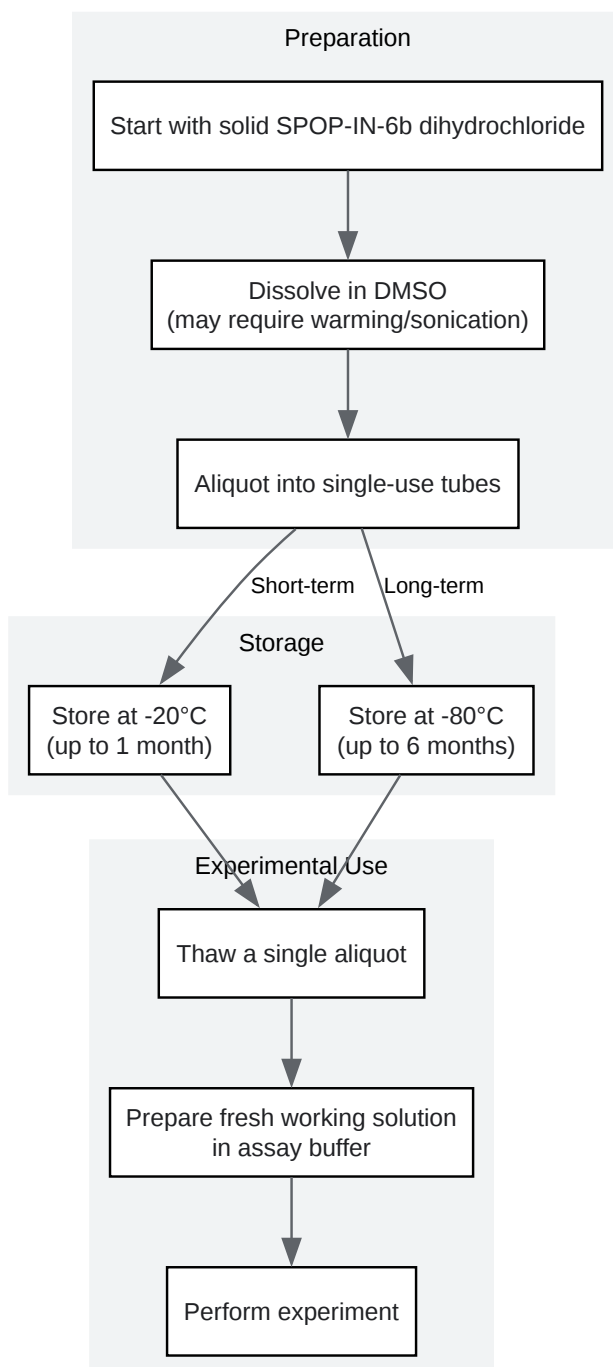 Preparation
Start with solid SPOP-IN-6b dihydrochloride
Dissolve in DMSO
(may require warming/sonication)
Aliquot into single-use tubes
Short-term
Long-term
Storage
Store at -20°C
(up to 1 month)
Store at -80°C
(up to 6 months)
Experimental Use
Thaw a single aliquot
Prepare fresh working solution
in assay buffer
Perform experiment